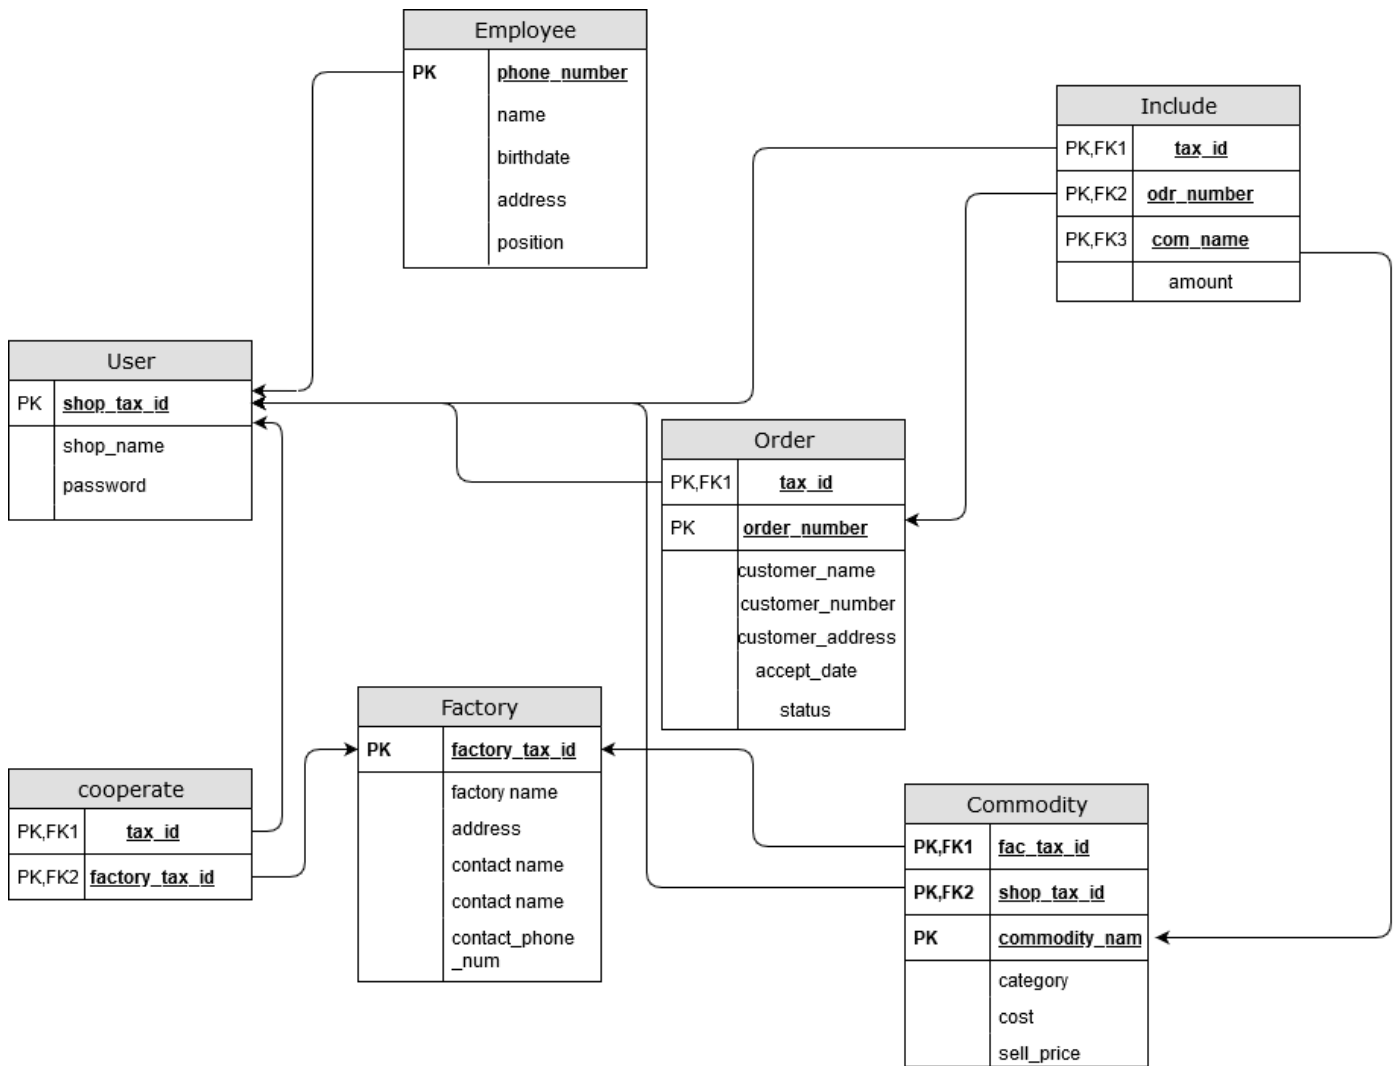 Employee
PK phone_number
name
birthdate
address
position
Include
PK,FK1 tax_id
PK,FK2 odr_number
PK,FK3 com_name
amount
User
PK shop_tax_id
shop_name
password
Order
PK,FK1 tax_id
PK order_number
customer_name
customer_number
customer_address
accept_date
status
Factory
PK factory_tax_id
factory name
address
contact name
contact name
contact_phone
_num
cooperate
PK,FK1 tax_id
PK,FK2 factory_tax_id
Commodity
PK,FK1 fac_tax_id
PK,FK2 shop_tax_id
PK commodity_nam
category
cost
sell_price